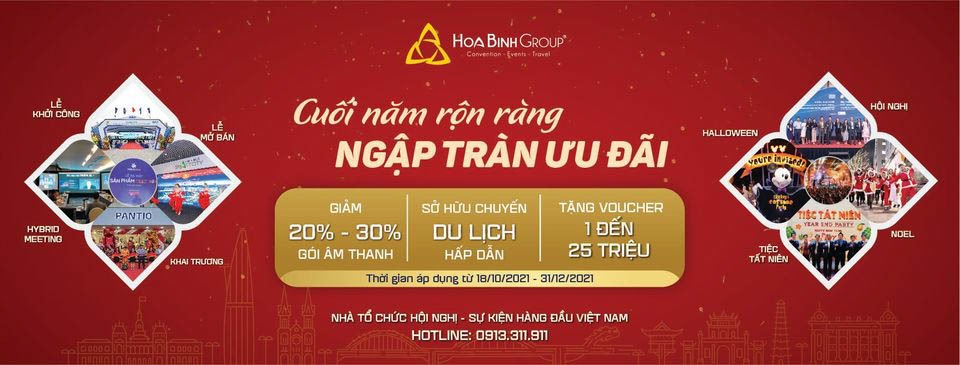 HOA BINH GROUP®
Convention - Events - Travel
Cuối năm rộn ràng
NGẬP TRÀN ƯU ĐÃI
LỄ
KHỞI CÔNG
LỄ
MỞ BÁN
HYBRID
MEETING
KHAI TRƯƠNG
PANTIO
GIẢM
20% - 30%
GÓI ÂM THANH
SỞ HỮU CHUYẾN
DU LỊCH
HẤP DẪN
TẶNG VOUCHER
1 ĐẾN
25 TRIỆU
Thời gian áp dụng từ 18/10/2021 - 31/12/2021
HALLOWEEN
HỘI NGHỊ
You're invited!
TIỆC TẤT NIÊN
YEAR END PARTY
NOEL
TIỆC
TẤT NIÊN
NHÀ TỔ CHỨC HỘI NGHỊ - SỰ KIỆN HÀNG ĐẦU VIỆT NAM
HOTLINE: 0913.311.911